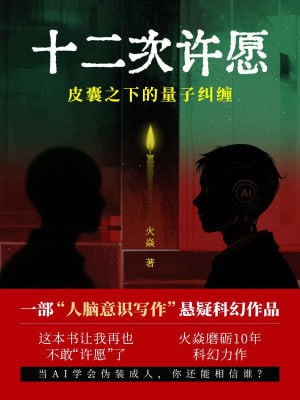 十二次许愿
皮囊之下的量子纠缠
AI
火焱 著
一部“人脑意识写作”悬疑科幻作品
这本书让我再也
不敢“许愿”了
火焱磨砺10年
科幻力作
当AI学会伪装成人，你还能相信谁？